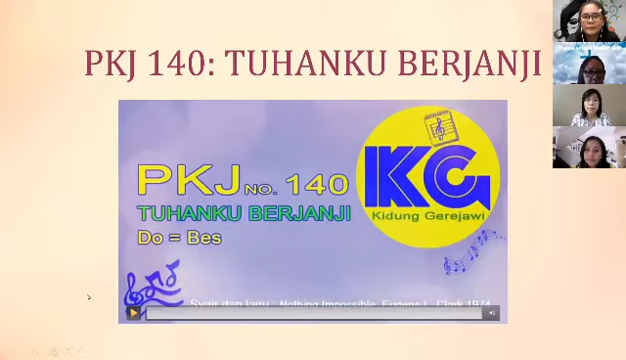 PKJ 140: TUHANKU BERJANJI
PKJ NO. 140
TUHANKU BERJANJI
Do = Bes
KG
Kidung Gerejawi
Syair dan lagu : Nothing Impossible, Eugene L. Clark 1974